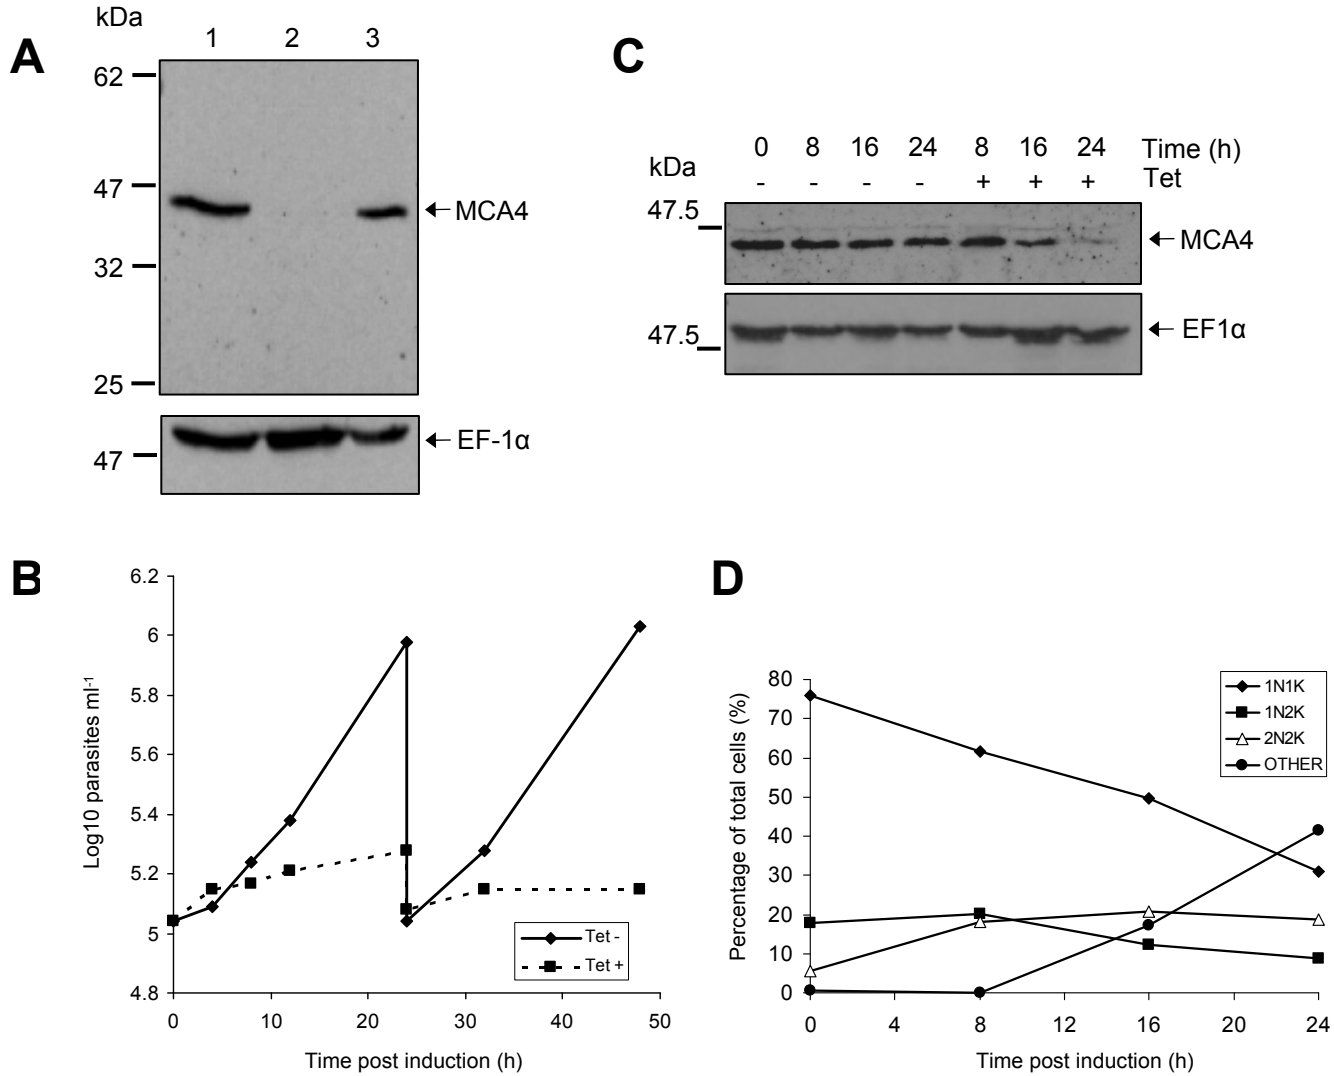 A
kDa
1 2 3
62
47
MCA4
32
25
EF-1α
47
C
0 8 16 24 8 16 24 Time (h)
kDa
- - - - + + + Tet
47.5
MCA4
EF1α
47.5
B
6.2
6
5.8
5.6
5.4
5.2
5
4.8
Log10 parasites ml-1
Tet -
Tet +
0 10 20 30 40 50
Time post induction (h)
D
80
70
60
50
40
30
20
10
0
Percentage of total cells (%)
1N1K
1N2K
2N2K
OTHER
0 4 8 12 16 20 24
Time post induction (h)